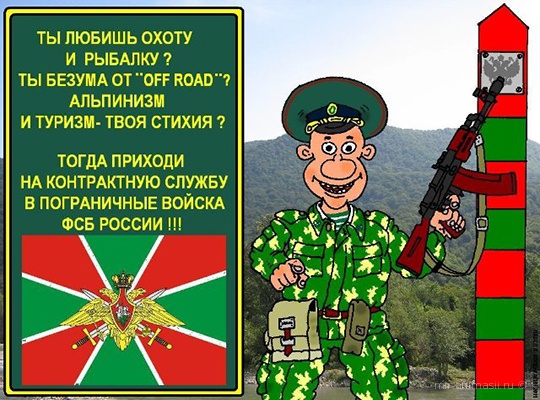 ТЫ ЛЮБИШЬ ОХОТУ
И РЫБАЛКУ ?
ТЫ БЕЗУМА ОТ "OFF ROAD"?
АЛЬПИНИЗМ
И ТУРИЗМ- ТВОЯ СТИХИЯ ?
ТОГДА ПРИХОДИ
НА КОНТРАКТНУЮ СЛУЖБУ
В ПОГРАНИЧНЫЕ ВОЙСКА
ФСБ РОССИИ !!!